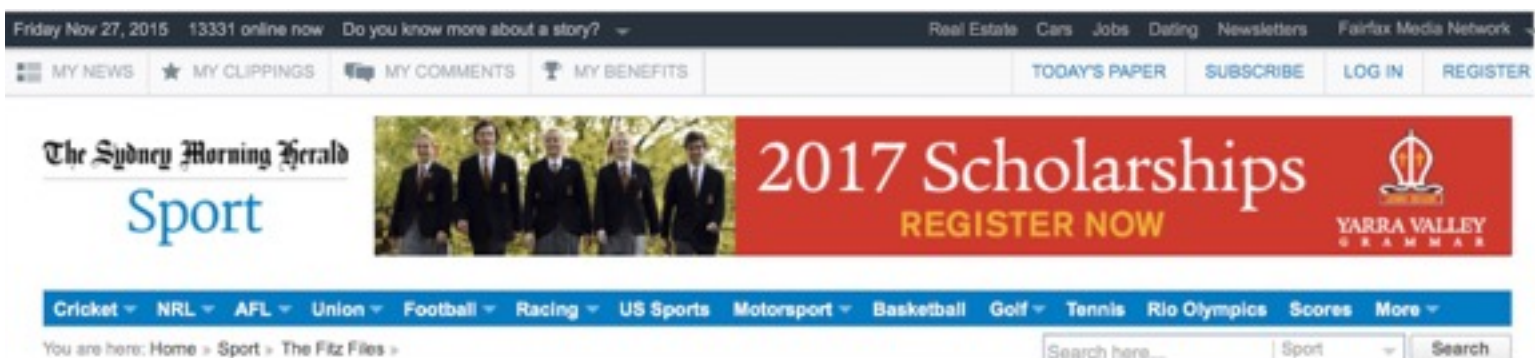 Friday Nov 27, 2015 13331 online now Do you know more about a story? Real Estate Cars Jobs Dating Newsletters Fairfax Media Network
MY NEWS MY CLIPPINGS MY COMMENTS MY BENEFITS TODAY'S PAPER SUBSCRIBE LOG IN REGISTER
The Sydney Morning Herald
Sport
2017 Scholarships
REGISTER NOW
YARRA VALLEY
GRAMMAR
Cricket NRL AFL Union Football Racing US Sports Motorsport Basketball Golf Tennis Rio Olympics Scores More
You are here: Home » Sport » The Fitz Files » Search here... Sport Search